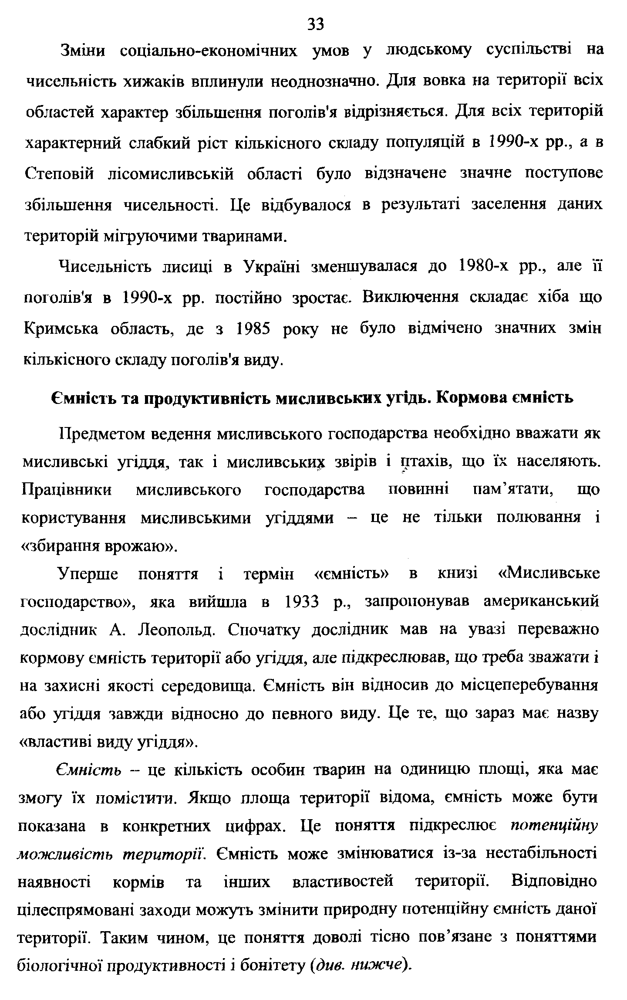 33
Зміни соціально-економічних умов у людському суспільстві на
чисельність хижаків вплинули неоднозначно. Для вовка на території всіх
областей характер збільшення поголів'я відрізняється. Для всіх територій
характерний слабкий ріст кількісного складу популяцій в 1990-х рр., а в
Степовій лісомисливській області було відзначене значне поступове
збільшення чисельності. Це відбувалося в результаті заселення даних
територій мігруючими тваринами.
Чисельність лисиці в Україні зменшувалася до 1980-х рр., але її
поголів'я в 1990-х рр. постійно зростає. Виключення складає хіба що
Кримська область, де з 1985 року не було відмічено значних змін
кількісного складу поголів'я виду.
Ємність та продуктивність мисливських угідь. Кормова ємність
Предметом ведення мисливського господарства необхідно вважати як
мисливські угіддя, так і мисливських звірів і птахів, що їх населяють.
Працівники мисливського господарства повинні пам’ятати, що
користування мисливськими угіддями – це не тільки полювання і
«збирання врожаю».
Уперше поняття і термін «ємність» в книзі «Мисливське
господарство», яка вийшла в 1933 р., запропонував американський
дослідник А. Леопольд. Спочатку дослідник мав на увазі переважно
кормову ємність території або угіддя, але підкреслював, що треба зважати і
на захисні якості середовища. Ємність він відносив до місцеперебування
або угіддя завжди відносно до певного виду. Це те, що зараз має назву
«властиві виду угіддя».
Ємність – це кількість особин тварин на одиницю площі, яка має
змогу їх помістити. Якщо площа території відома, ємність може бути
показана в конкретних цифрах. Це поняття підкреслює потенційну
можливість території. Ємність може змінюватися із-за нестабільності
наявності кормів та інших властивостей території. Відповідно
цілеспрямовані заходи можуть змінити природну потенційну ємність даної
території. Таким чином, це поняття доволі тісно пов’язане з поняттями
біологічної продуктивності і бонітету (див. нижче).